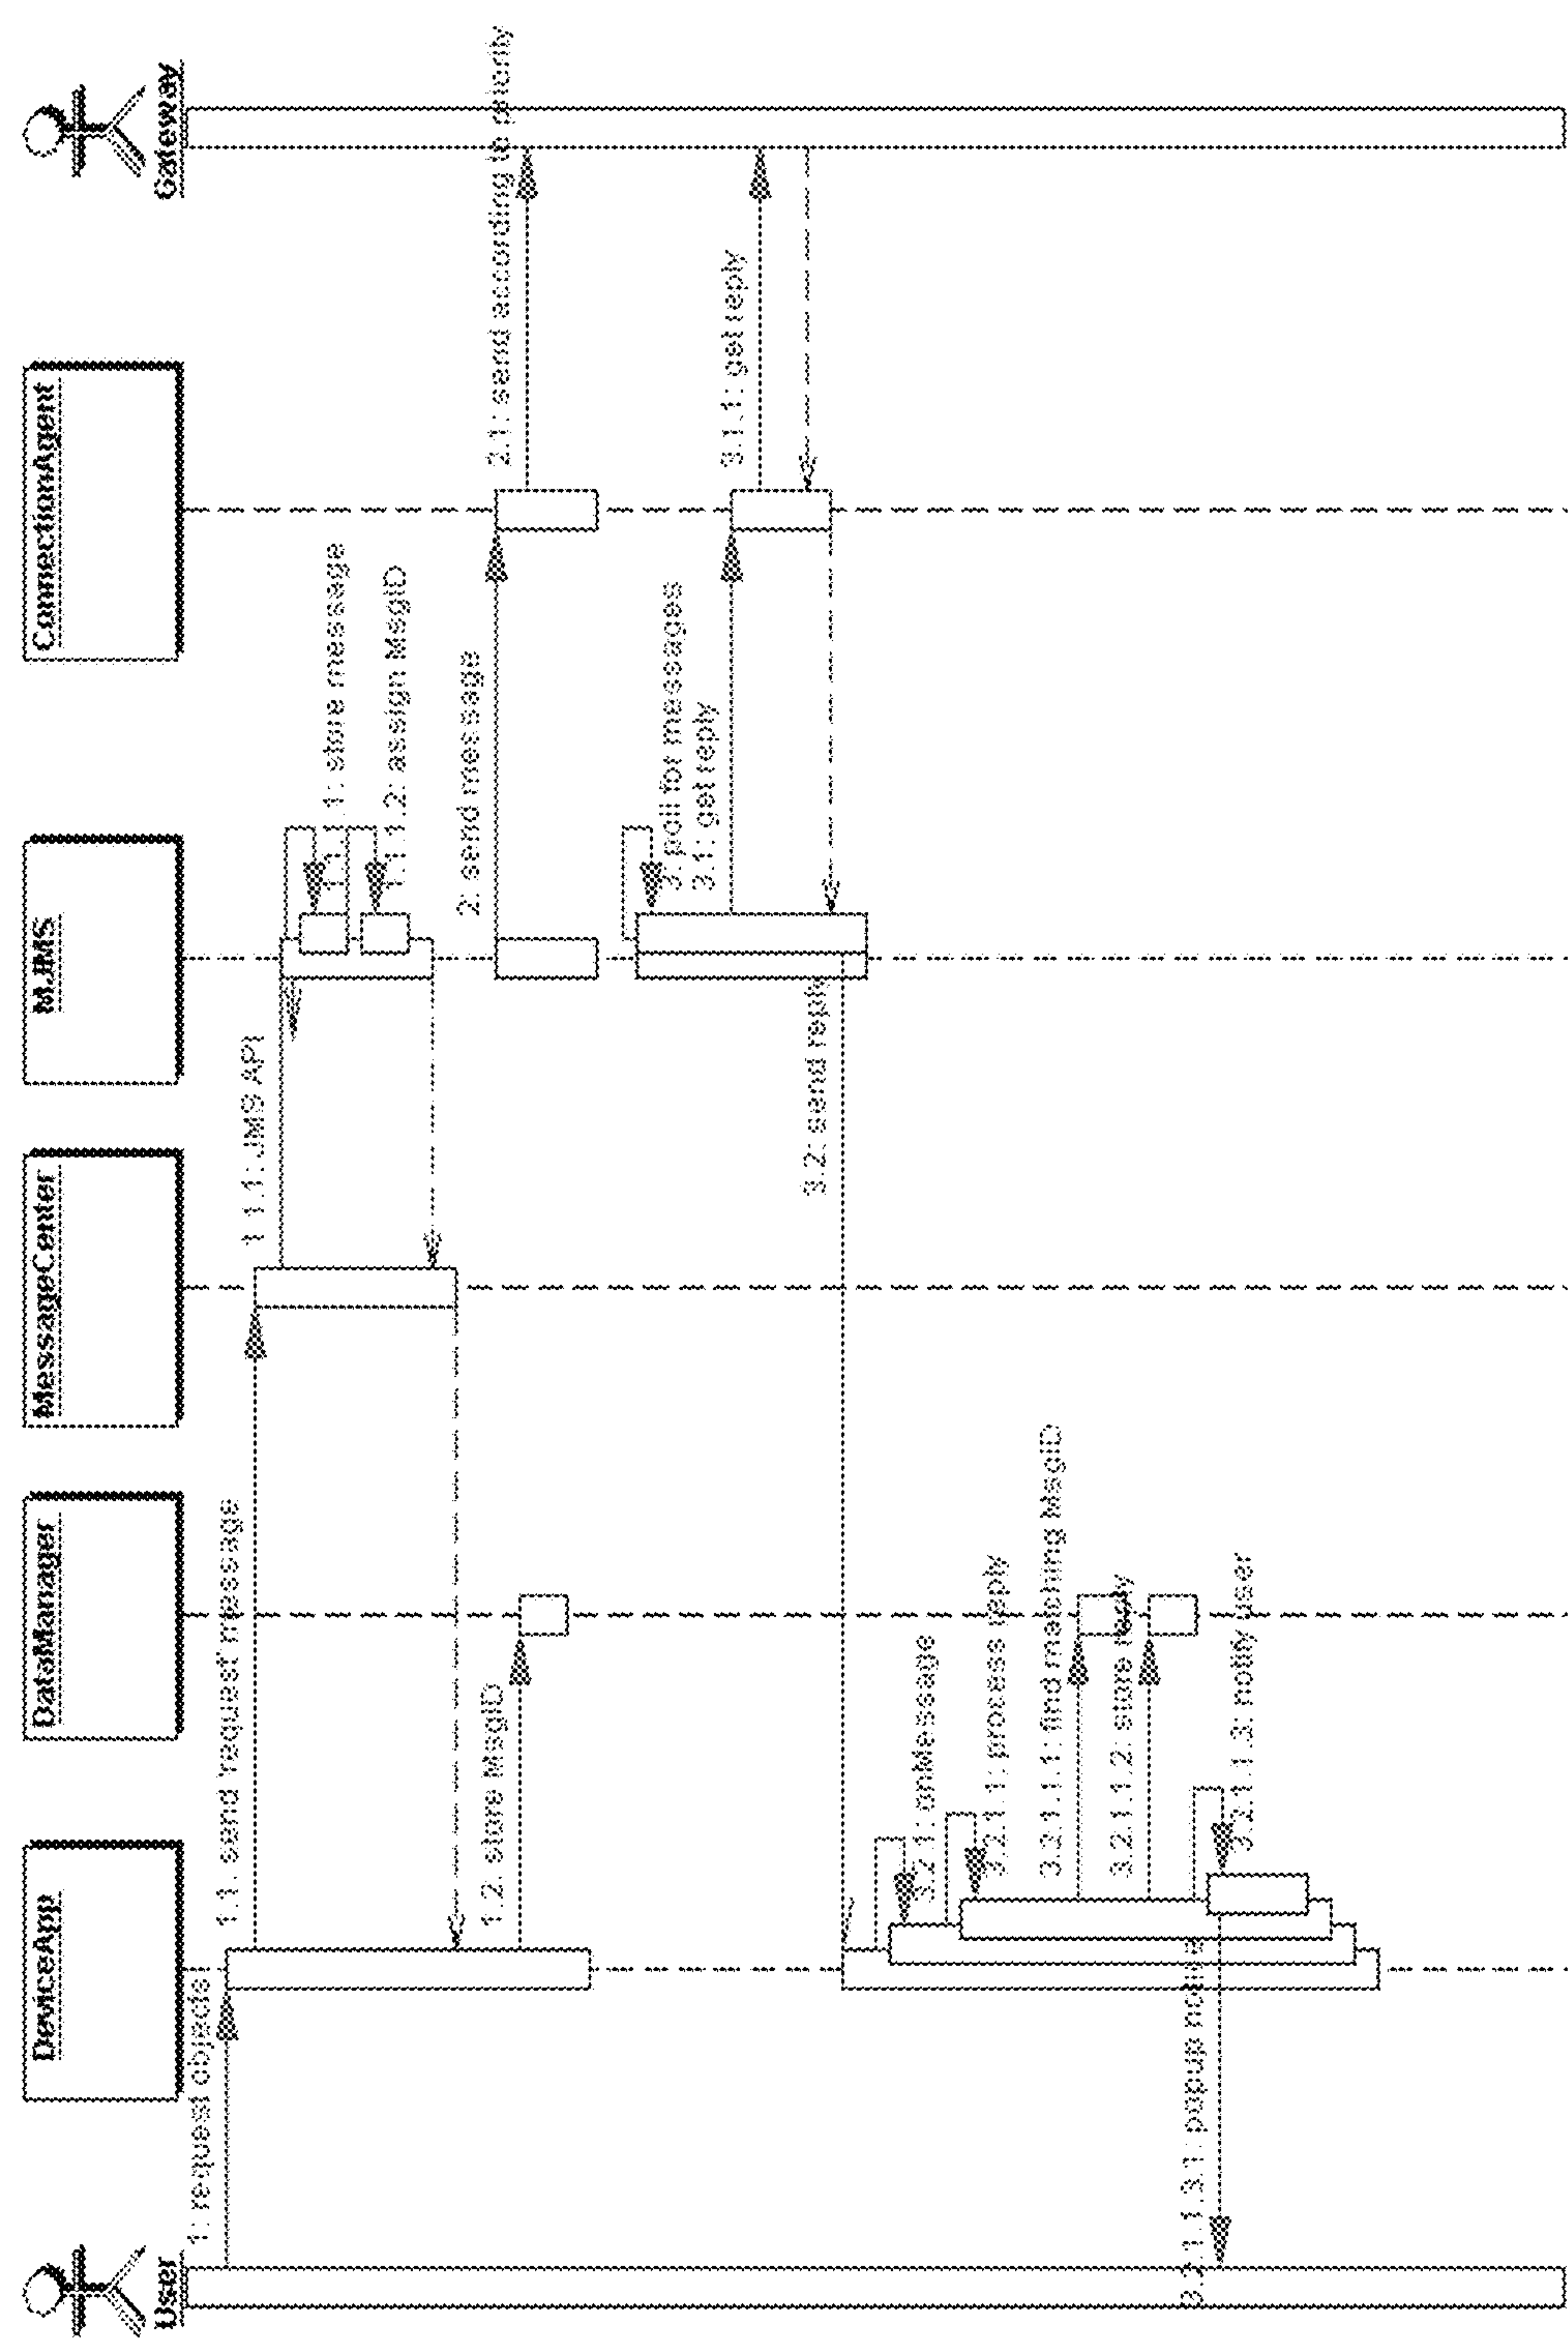 User
DeviceApp
DataManager
MessageCenter
MJMS
ConnectionAgent
Gateway
1: request objects
1.1: send request message
1.1.1: JMS API
1.1.1.1: store message
1.1.1.2: assign MsgID
2: send message
1.2: store MsgID
2.1: send according to priority
3: poll for messages
3.1: get reply
3.1.1: get reply
3.2: send reply
3.2.1: onMessage
3.2.1.1: process reply
3.2.1.1.1: find matching MsgID
3.2.1.1.2: store reply
3.2.1.1.3: notify user
3.2.1.1.3.1: popup notice